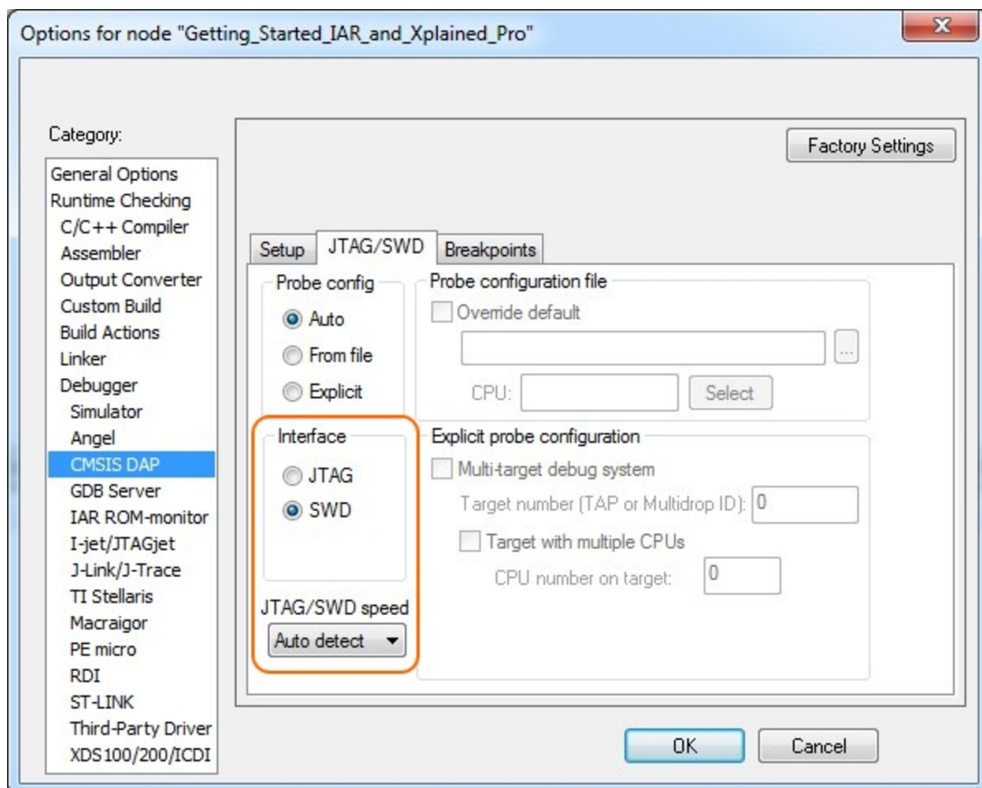 Options for node "Getting_Started_IAR_and_Xplained_Pro"
X
Category:
Factory Settings
General Options
Runtime Checking
C/C++ Compiler
Assembler
Output Converter
Custom Build
Build Actions
Linker
Debugger
Simulator
Angel
CMSIS DAP
GDB Server
IAR ROM-monitor
I-jet/JTAGjet
J-Link/J-Trace
TI Stellaris
Macraigor
PE micro
RDI
ST-LINK
Third-Party Driver
XDS100/200/ICDI
Setup JTAG/SWD Breakpoints
Probe config
Auto
From file
Explicit
Probe configuration file
Override default
...
CPU: Select
Interface
JTAG
SWD
JTAG/SWD speed
Auto detect
Explicit probe configuration
Multi-target debug system
Target number (TAP or Multidrop ID): 0
Target with multiple CPUs
CPU number on target: 0
OK Cancel